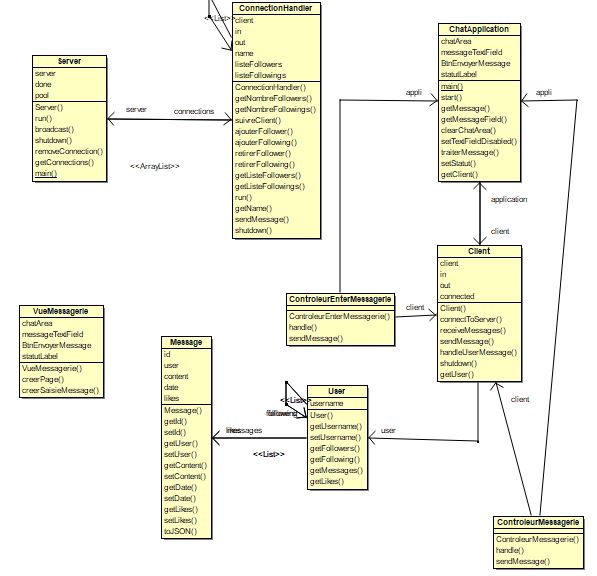 ConnectionHandler
<<List>>
client
in
out
name
listeFollowers
listeFollowings
ConnectionHandler()
getNombreFollowers()
getNombreFollowings()
suivreClient()
ajouterFollower()
ajouterFollowing()
retirerFollower()
retirerFollowing()
getListeFollowers()
getListeFollowings()
run()
getName()
sendMessage()
shutdown()
Server
server
done
pool
Server()
run()
broadcast()
shutdown()
removeConnection()
getConnections()
main()
server
connections
<<ArrayList>>
ChatApplication
chatArea
messageTextField
BtnEnvoyerMessage
statutLabel
main()
start()
getMessage()
getMessageField()
clearChatArea()
setTextFieldDisabled()
traiterMessage()
setStatut()
getClient()
appli
appli
application
client
Client
client
in
out
connected
Client()
connectToServer()
receiveMessages()
sendMessage()
handleUserMessage()
shutdown()
getUser()
ControleurEnterMessagerie
ControleurEnterMessagerie()
handle()
sendMessage()
client
VueMessagerie
chatArea
messageTextField
BtnEnvoyerMessage
statutLabel
VueMessagerie()
creerPage()
creerSaisieMessage()
Message
id
user
content
date
likes
Message()
getId()
setId()
getUser()
setUser()
getContent()
setContent()
getDate()
setDate()
getLikes()
setLikes()
toJSON()
User
username
User()
getUsername()
setUsername()
getFollowers()
getFollowing()
getMessages()
getLikes()
<<List>>
<<List>>
user
client
ControleurMessagerie
ControleurMessagerie()
handle()
sendMessage()